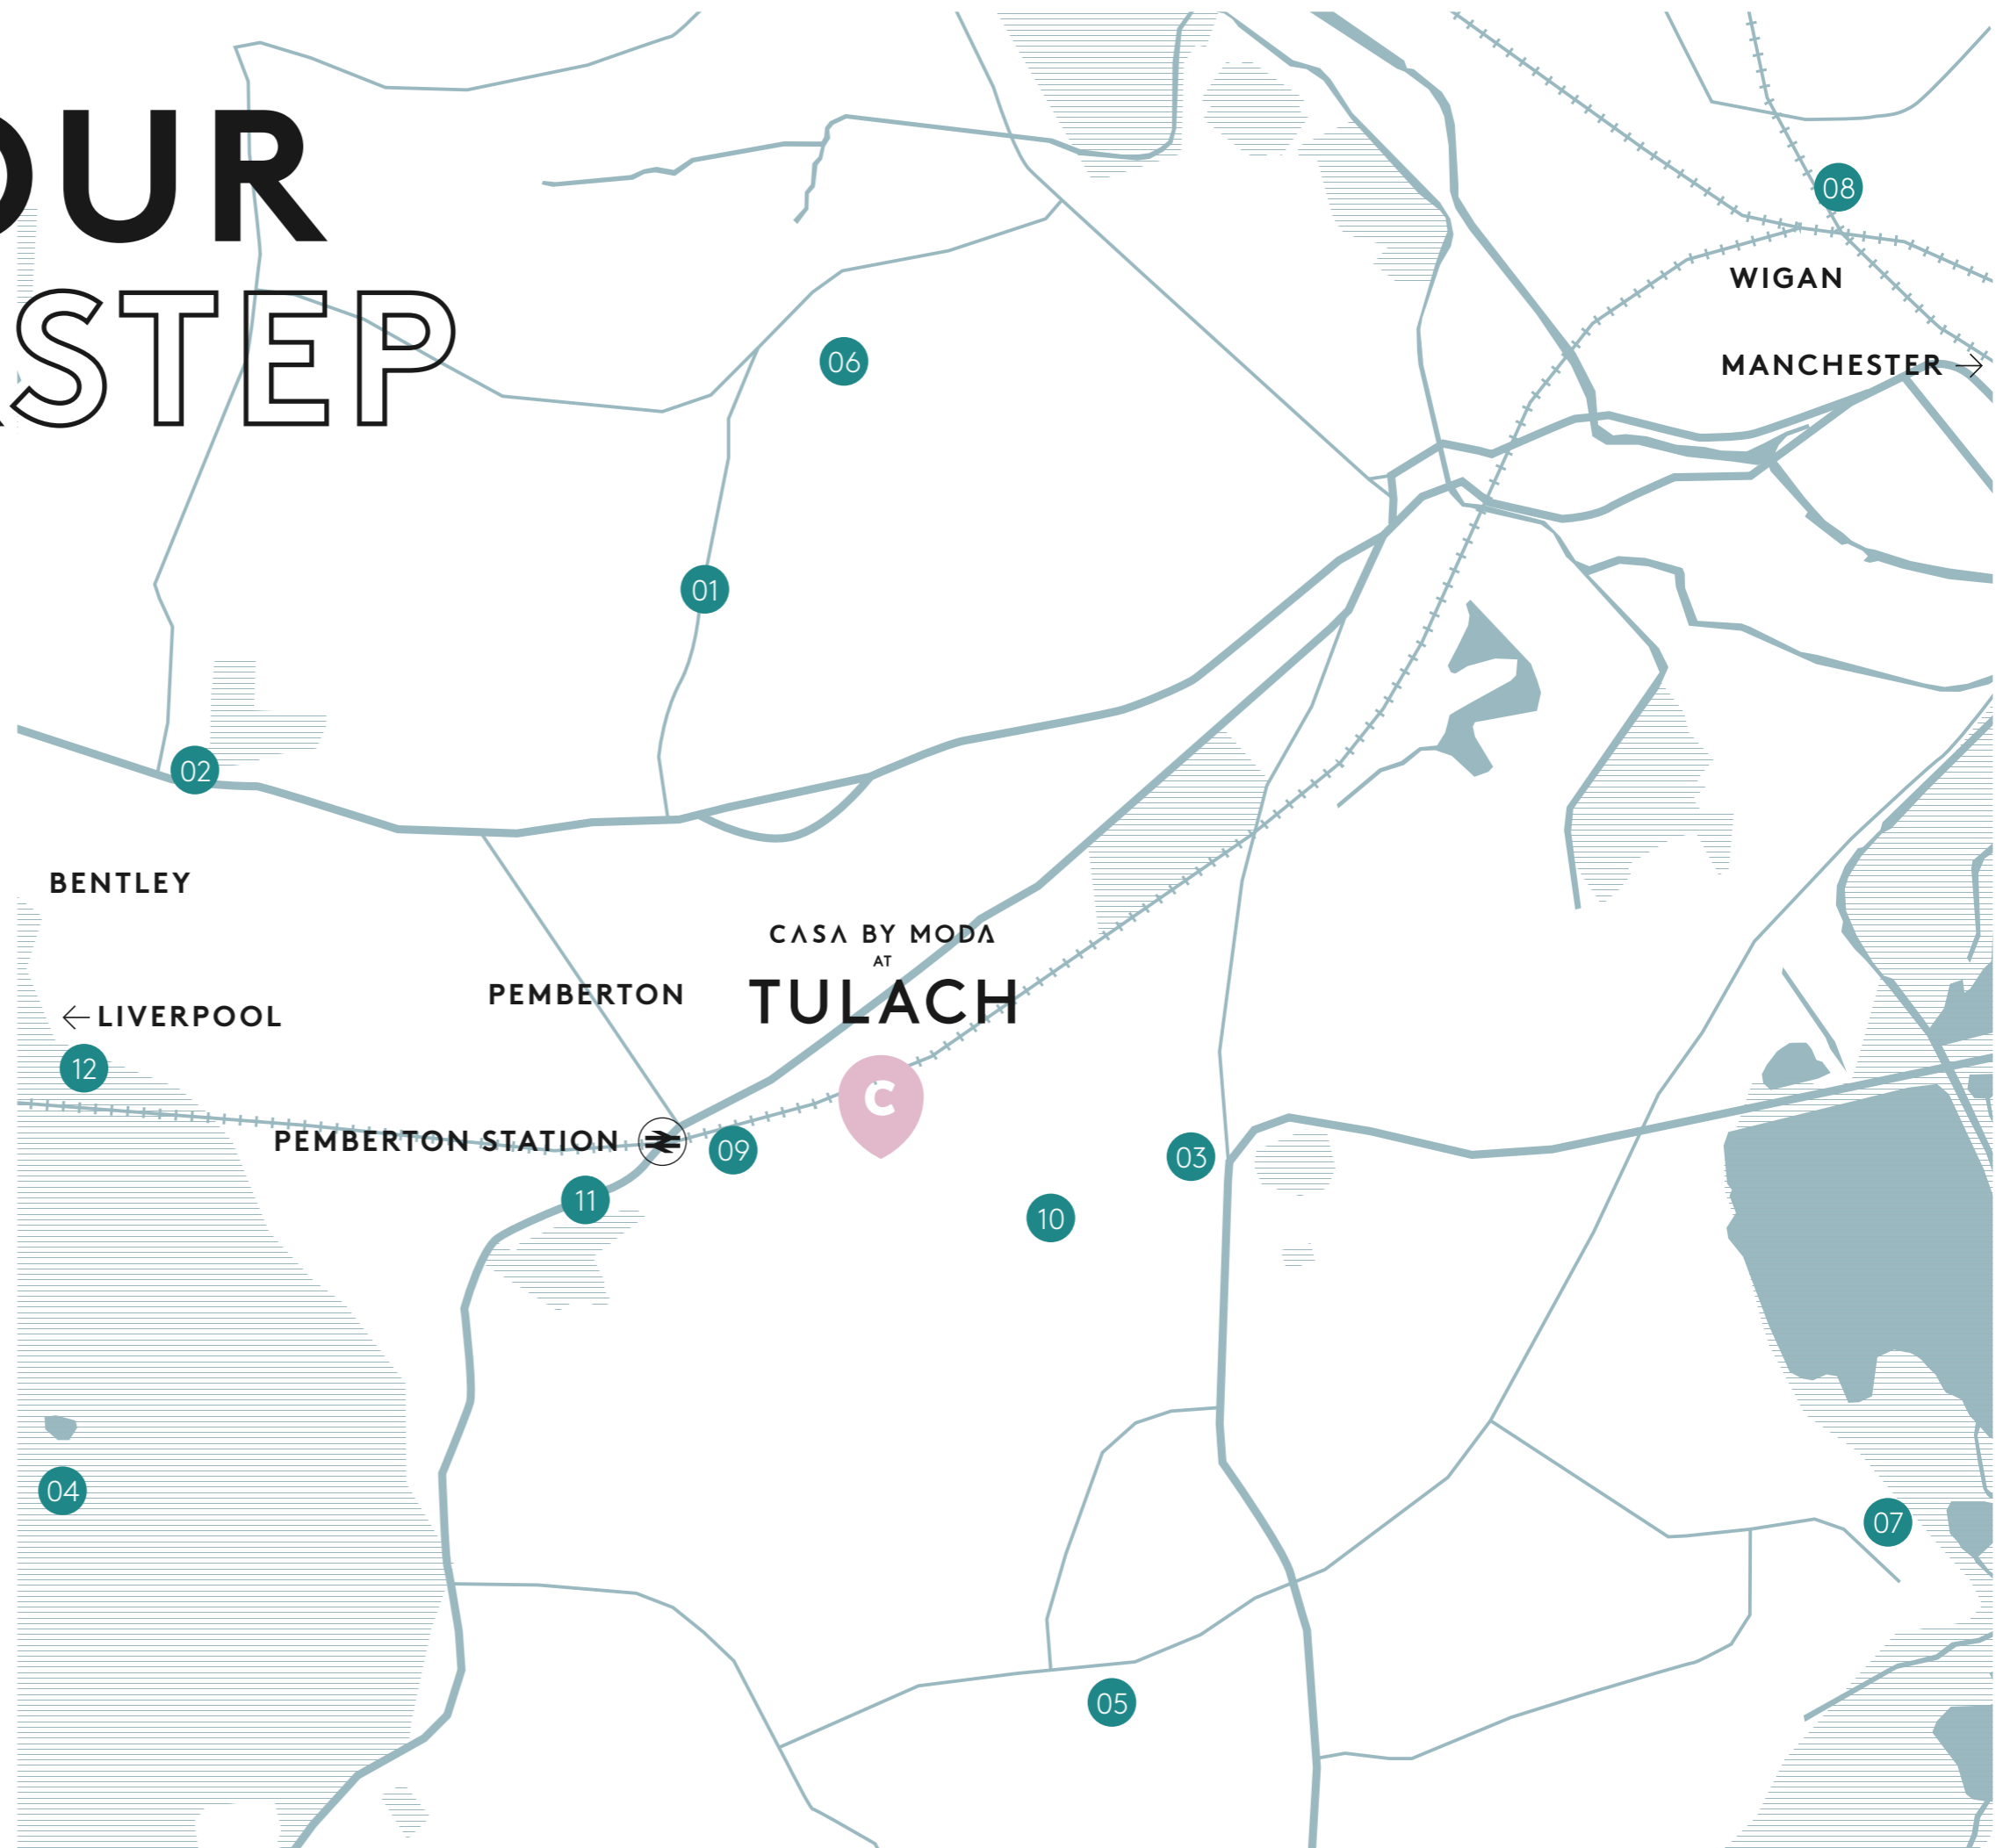 OUR
STEP
08
WIGAN
MANCHESTER →
06
01
02
BENTLEY
← LIVERPOOL
12
PEMBERTON
CASA BY MODA
AT
TULACH
C
PEMBERTON STATION
09
11
03
10
04
07
05